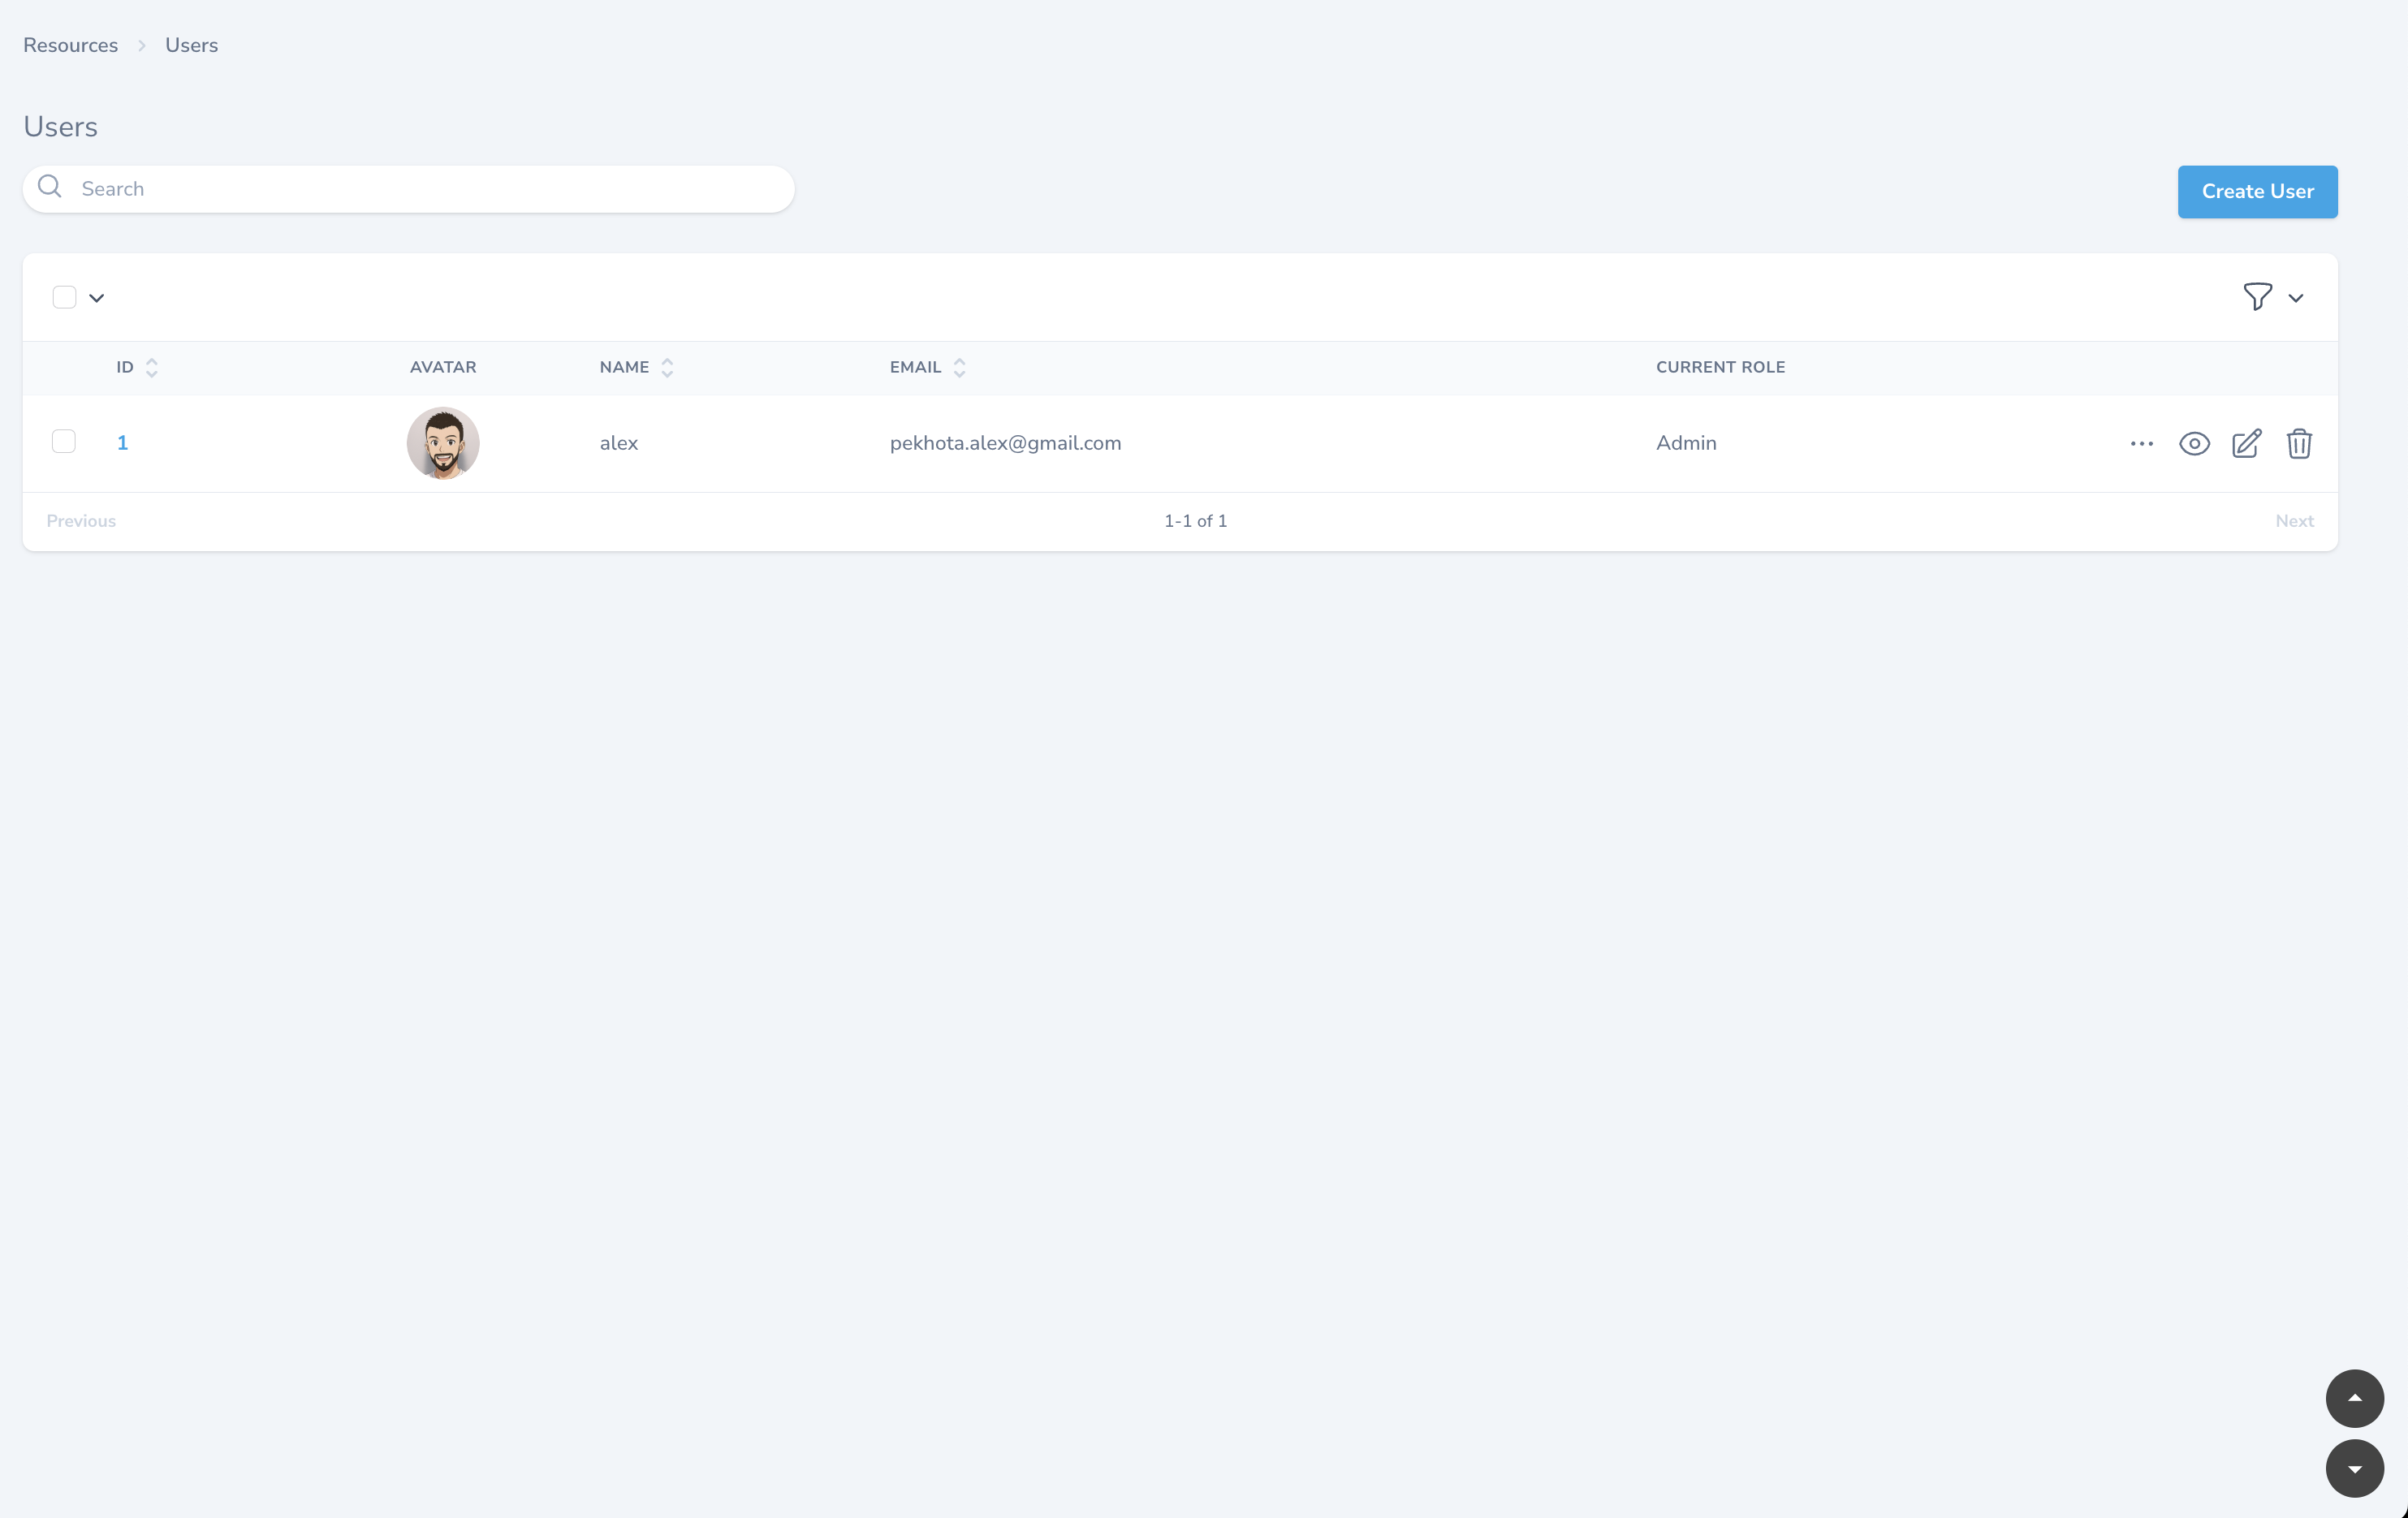 Resources Users
Users
Search
Create User
ID AVATAR NAME EMAIL CURRENT ROLE
1 alex pekhota.alex@gmail.com Admin
Previous 1-1 of 1 Next